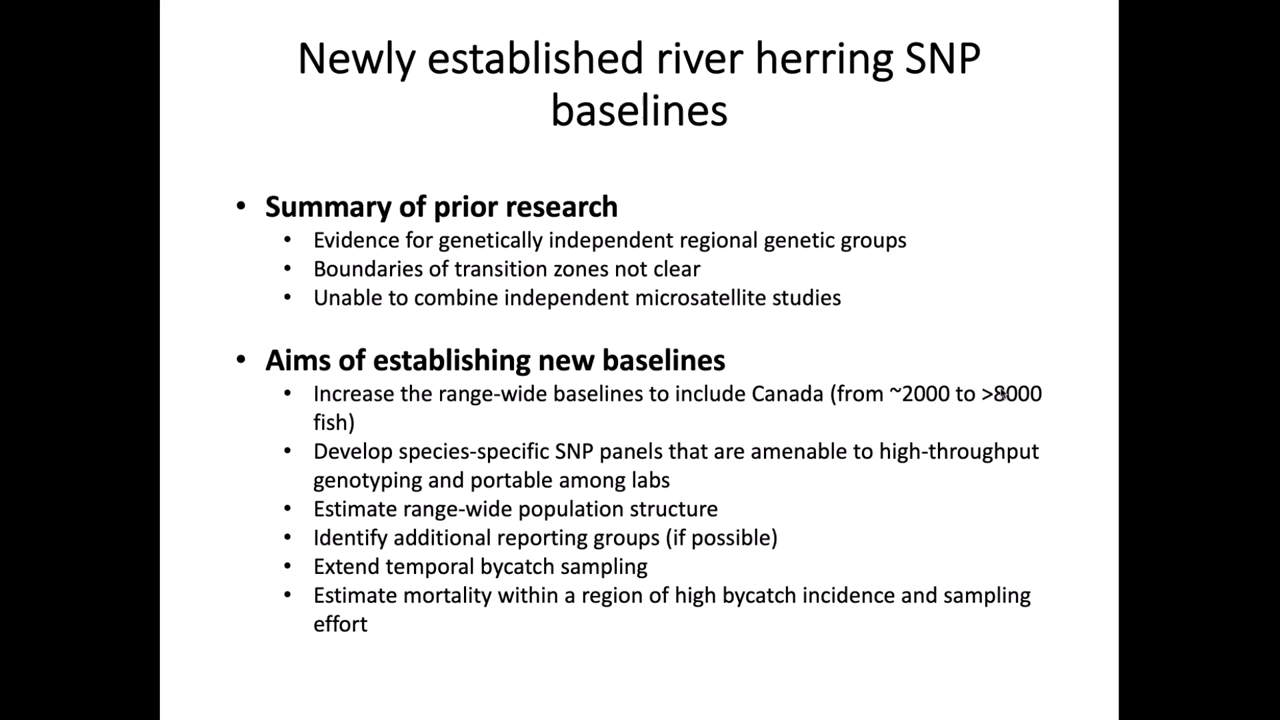 Newly established river herring SNP
baselines
• Summary of prior research
• Evidence for genetically independent regional genetic groups
• Boundaries of transition zones not clear
• Unable to combine independent microsatellite studies
• Aims of establishing new baselines
• Increase the range-wide baselines to include Canada (from ~2000 to >8000
fish)
• Develop species-specific SNP panels that are amenable to high-throughput
genotyping and portable among labs
• Estimate range-wide population structure
• Identify additional reporting groups (if possible)
• Extend temporal bycatch sampling
• Estimate mortality within a region of high bycatch incidence and sampling
effort